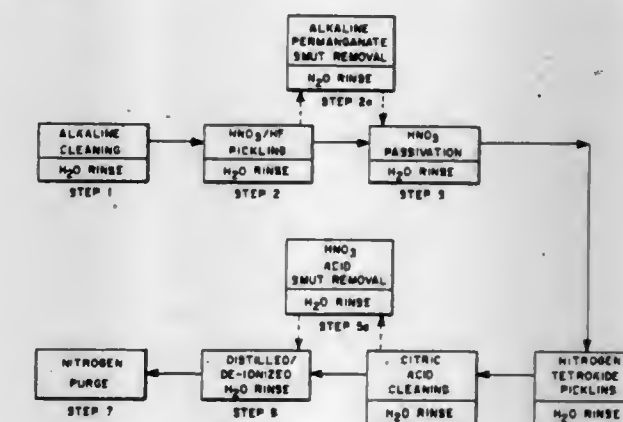 ALKALINE
PERMANGANATE
SMUT REMOVAL
H₂O RINSE
STEP 2a
ALKALINE
CLEANING
H₂O RINSE
STEP 1
HNO₃/HF
PICKLING
H₂O RINSE
STEP 2
HNO₃
PASSIVATION
H₂O RINSE
STEP 3
HNO₃
ACID
SMUT REMOVAL
H₂O RINSE
STEP 5a
NITROGEN
PURGE
STEP 7
DISTILLED/
DE-IONIZED
H₂O RINSE
STEP 6
CITRIC
ACID
CLEANING
H₂O RINSE
NITROGEN
TETROXIDE
PICKLING
H₂O RINSE